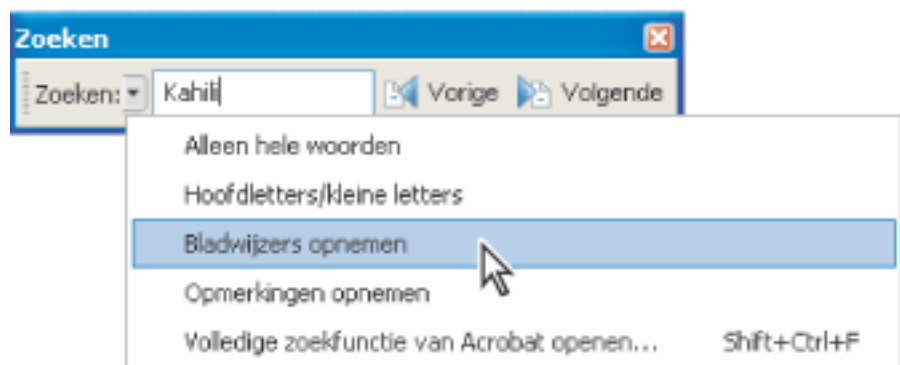 Zoeken
Zoeken: Kahili Vorige Volgende
Alleen hele woorden
Hoofdletters/kleine letters
Bladwijzers opnemen
Opmerkingen opnemen
Volledige zoekfunctie van Acrobat openen... Shift+Ctrl+F